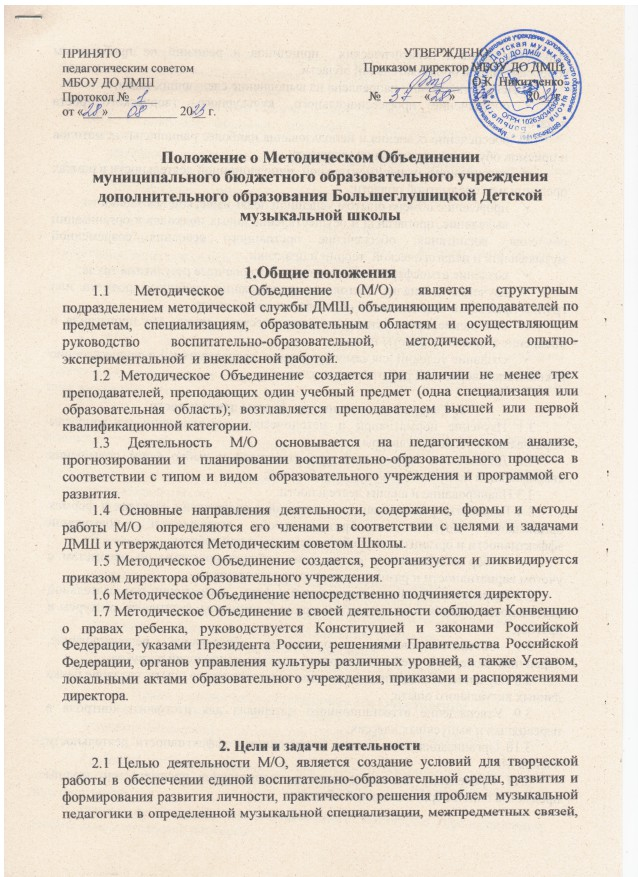 ПРИНЯТО
УТВЕРЖДЕНО
педагогическим советом
Приказом директор МБОУ ДО ДМШ
МБОУ ДО ДМШ
О.К. Никитченко
Протокол № 1
№ 37 «28»
от «28» 08 2023 г.
Положение о Методическом Объединении
муниципального бюджетного образовательного учреждения
дополнительного образования Большеглушицкой Детской
музыкальной школы
1.Общие положения
1.1 Методическое Объединение (М/О) является структурным
подразделением методической службы ДМШ, объединяющим преподавателей по
предметам, специализациям, образовательным областям и осуществляющим
руководство воспитательно-образовательной, методической, опытно-
экспериментальной и внеклассной работой.
1.2 Методическое Объединение создается при наличии не менее трех
преподавателей, преподающих один учебный предмет (одна специализация или
образовательная область); возглавляется преподавателем высшей или первой
квалификационной категории.
1.3 Деятельность М/О основывается на педагогическом анализе,
прогнозировании и планировании воспитательно-образовательного процесса в
соответствии с типом и видом образовательного учреждения и программой его
развития.
1.4 Основные направления деятельности, содержание, формы и методы
работы М/О определяются его членами в соответствии с целями и задачами
ДМШ и утверждаются Методическим советом Школы.
1.5 Методическое Объединение создается, реорганизуется и ликвидируется
приказом директора образовательного учреждения.
1.6 Методическое Объединение непосредственно подчиняется директору.
1.7 Методическое Объединение в своей деятельности соблюдает Конвенцию
о правах ребенка, руководствуется Конституцией и законами Российской
Федерации, указами Президента России, решениями Правительства Российской
Федерации, органов управления культуры различных уровней, а также Уставом,
локальными актами образовательного учреждения, приказами и распоряжениями
директора.
2. Цели и задачи деятельности
2.1 Целью деятельности М/О, является создание условий для творческой
работы в обеспечении единой воспитательно-образовательной среды, развития и
формирования развития личности, практического решения проблем музыкальной
педагогики в определенной музыкальной специализации, межпредметных связей,